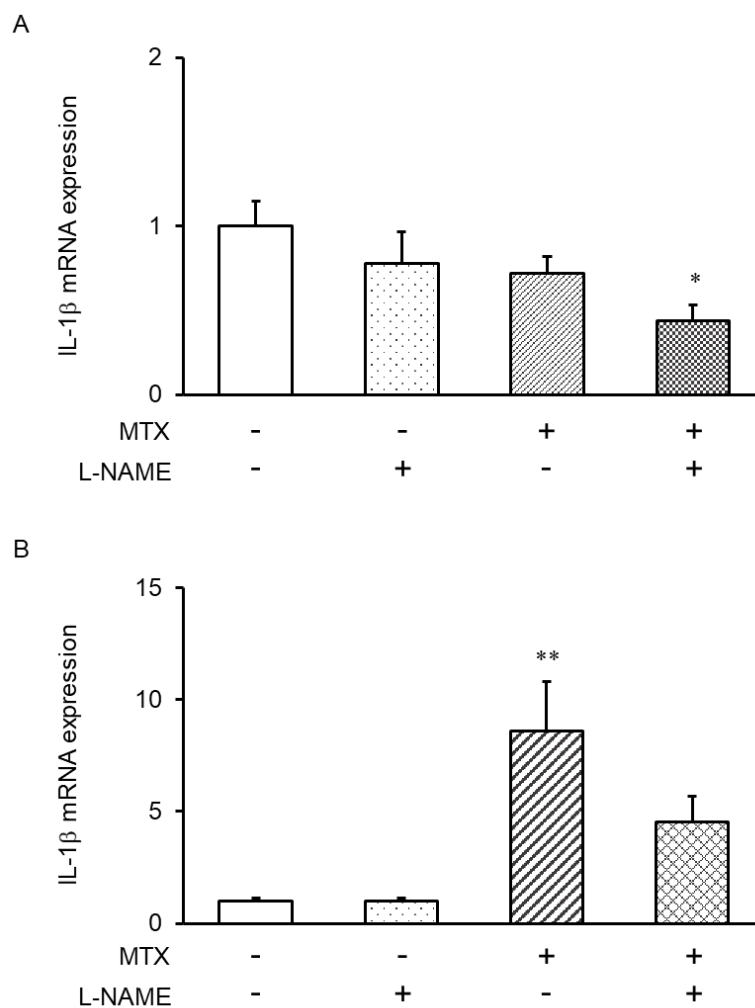 A
IL-1β mRNA expression
2
1
0
*
MTX - - + +
L-NAME - + - +
B
IL-1β mRNA expression
15
10
5
0
**
MTX - - + +
L-NAME - + - +